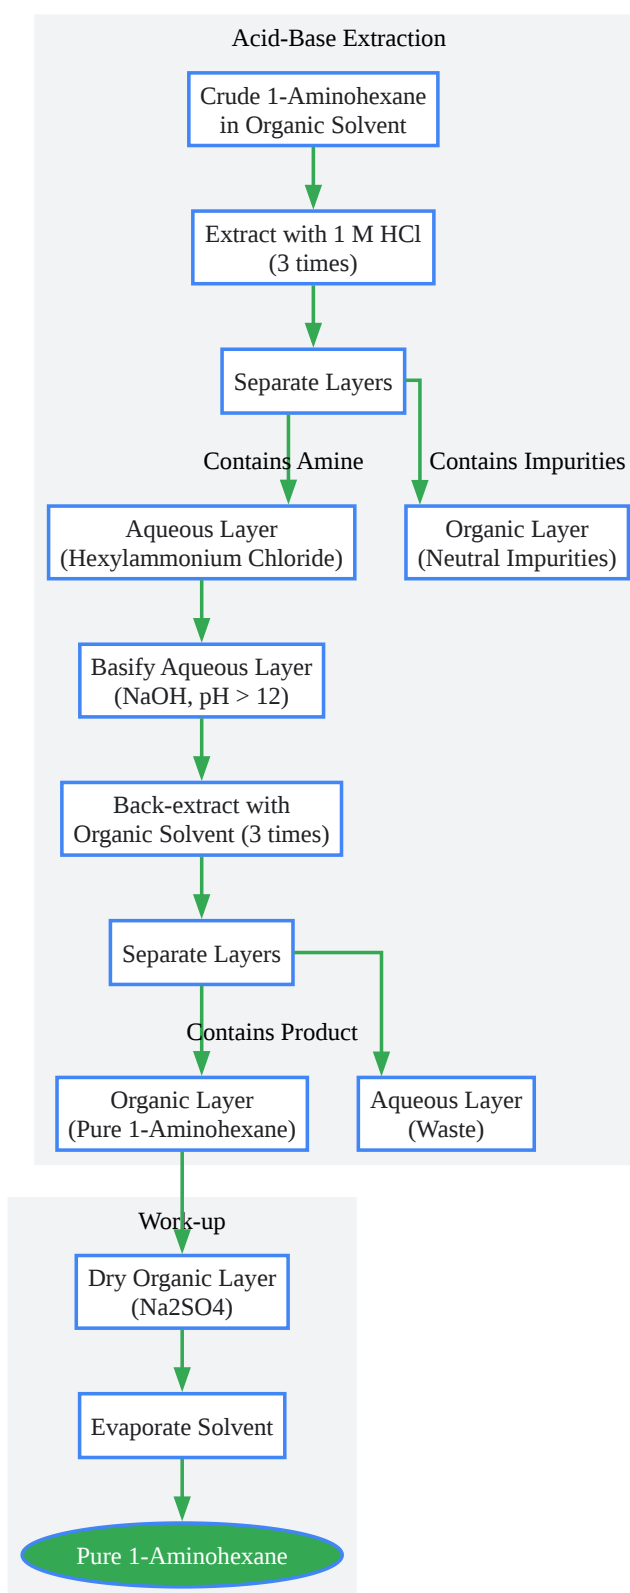 Acid-Base Extraction
Crude 1-Aminohexane
in Organic Solvent
Extract with 1 M HCl
(3 times)
Separate Layers
Contains Amine
Contains Impurities
Aqueous Layer
(Hexylammonium Chloride)
Organic Layer
(Neutral Impurities)
Basify Aqueous Layer
(NaOH, pH > 12)
Back-extract with
Organic Solvent (3 times)
Separate Layers
Contains Product
Organic Layer
(Pure 1-Aminohexane)
Aqueous Layer
(Waste)
Work-up
Dry Organic Layer
(Na2SO4)
Evaporate Solvent
Pure 1-Aminohexane